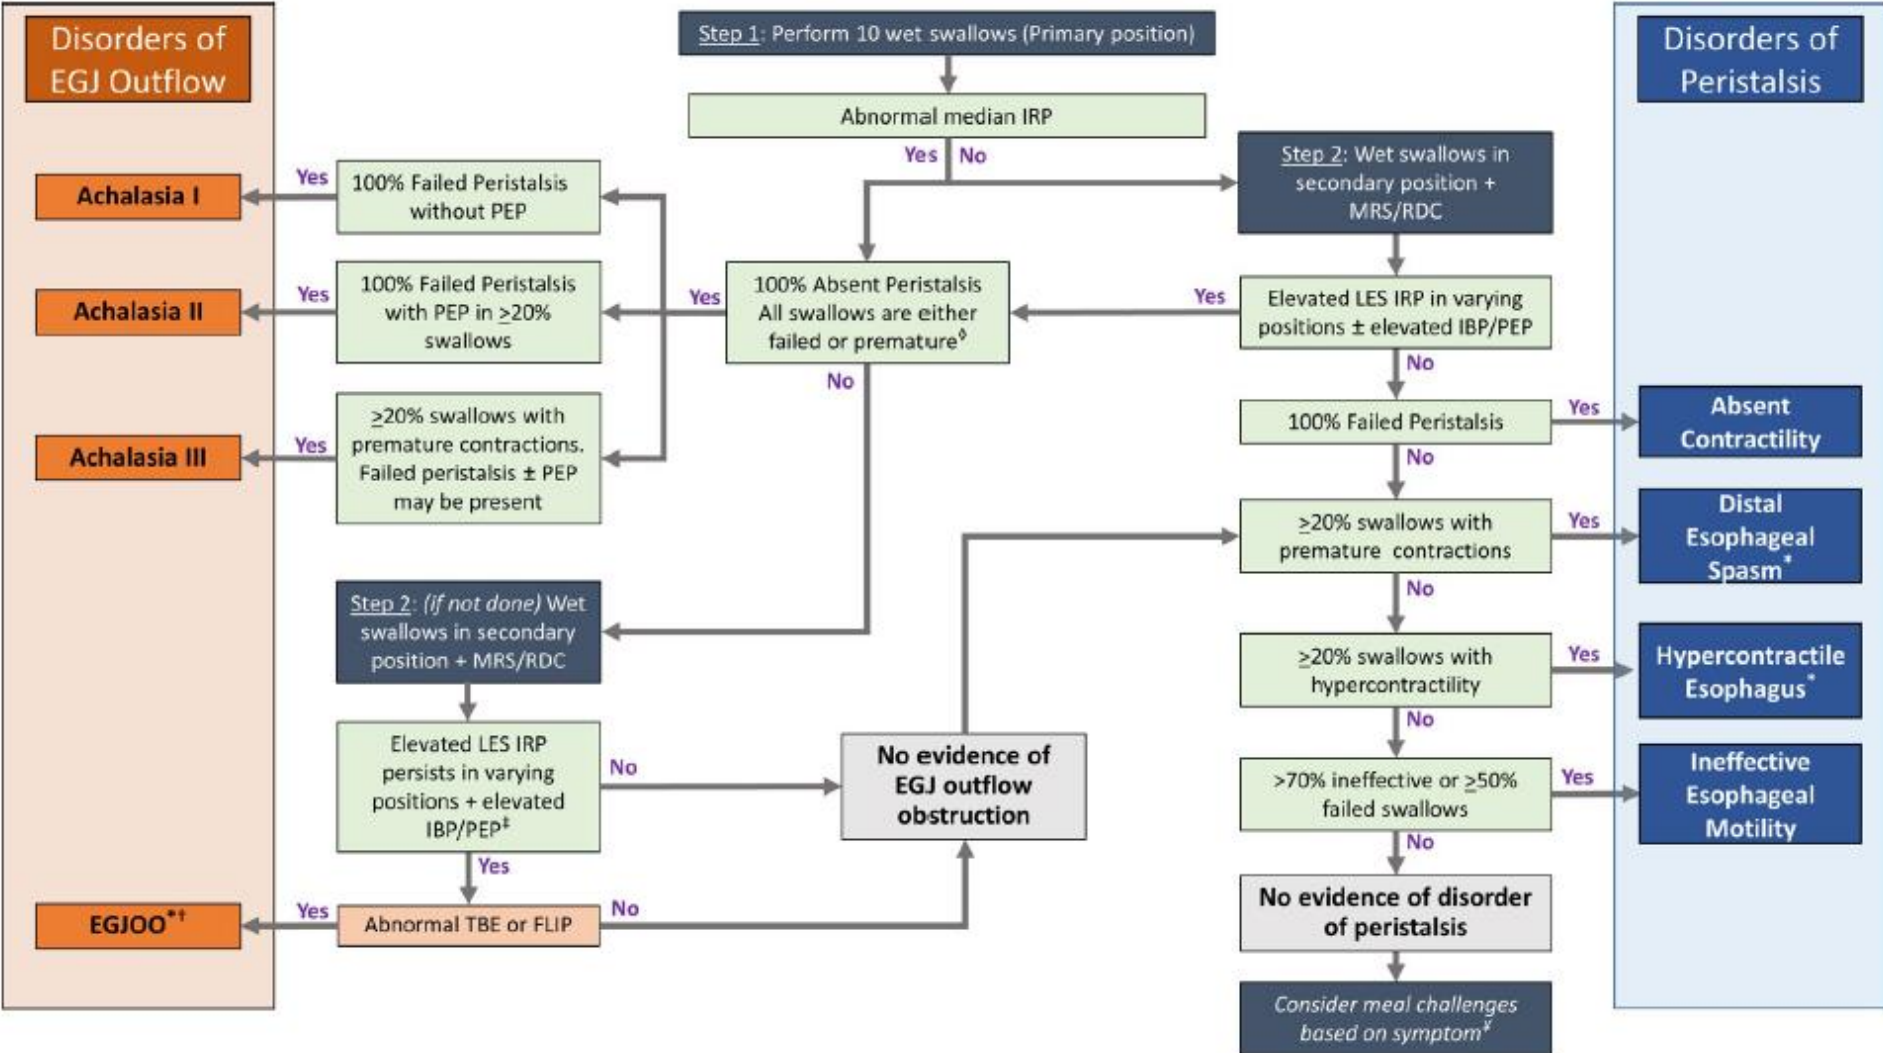 Disorders of
EGJ Outflow
Step 1: Perform 10 wet swallows (Primary position)
Disorders of
Peristalsis
Abnormal median IRP
Yes
No
Step 2: Wet swallows in
secondary position +
MRS/RDC
Achalasia I
Yes
100% Failed Peristalsis
without PEP
Achalasia II
Yes
100% Failed Peristalsis
with PEP in ≥20%
swallows
Yes
100% Absent Peristalsis
All swallows are either
failed or premature◊
Yes
Elevated LES IRP in varying
positions ± elevated IBP/PEP
No
No
Achalasia III
Yes
≥20% swallows with
premature contractions.
Failed peristalsis ± PEP
may be present
100% Failed Peristalsis
Yes
Absent
Contractility
No
≥20% swallows with
premature contractions
Yes
Distal
Esophageal
Spasm*
No
Step 2: (if not done) Wet
swallows in secondary
position + MRS/RDC
≥20% swallows with
hypercontractility
Yes
Hypercontractile
Esophagus*
No
Elevated LES IRP
persists in varying
positions + elevated
IBP/PEP‡
No
No evidence of
EGJ outflow
obstruction
>70% ineffective or ≥50%
failed swallows
Yes
Ineffective
Esophageal
Motility
Yes
No
EGJOO*†
Yes
Abnormal TBE or FLIP
No
No evidence of disorder
of peristalsis
Consider meal challenges
based on symptom¥